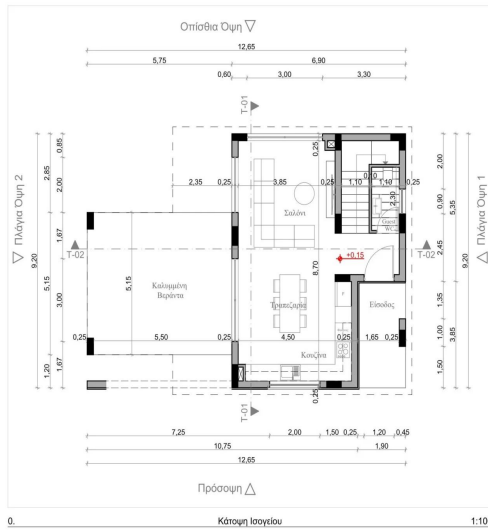 Οπίσθια Όψη
12,65
5,75 6,90
0,60 3,00 3,30
T-01
Πλάγια Όψη 2
9,20
2,85 5,15 1,20
0,85 2,00 1,67 3,00 1,67
T-02
2,35 0,25 3,85 0,25 1,10 0,10 1,40 0,25
0,25
2,30
Σαλόνι
Guest
WC
+0,15
8,70
Καλυμμένη
Βεράντα
5,15
Τραπεζαρία
Είσοδος
0,25 5,50 0,25 4,50 0,25 1,65 0,25
Κουζίνα
0,25
T-02
2,00 0,90 2,45 1,35 1,00 1,50
5,35 3,85
9,20
Πλάγια Όψη 1
T-01
7,25 2,00 1,50 0,25 1,20 0,45
10,75 1,90
12,65
Πρόσοψη
0. Κάτοψη Ισογείου 1:10